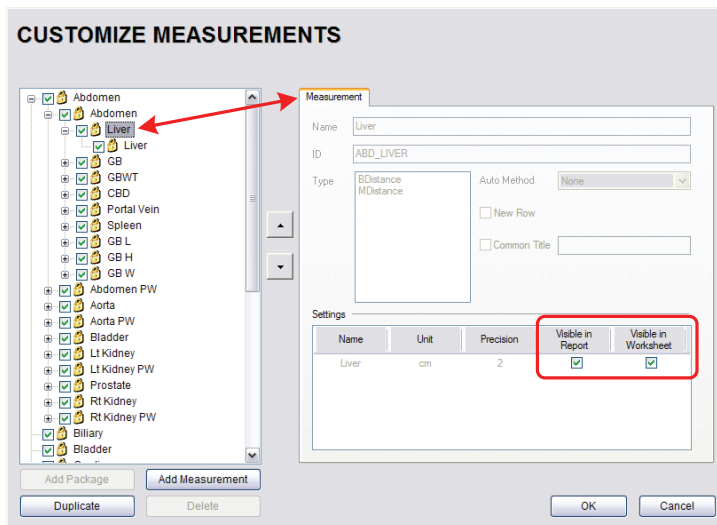 CUSTOMIZE MEASUREMENTS
Abdomen
Abdomen
Liver
Liver
GB
GBWT
CBD
Portal Vein
Spleen
GB L
GB H
GB W
Abdomen PW
Aorta
Aorta PW
Bladder
Lt Kidney
Lt Kidney PW
Prostate
Rt Kidney
Rt Kidney PW
Biliary
Bladder
Add Package
Add Measurement
Duplicate
Delete
Measurement
Name Liver
ID ABD_LIVER
Type BDistance
MDistance
Auto Method None
New Row
Common Title
Settings
Name Unit Precision Visible in Report Visible in Worksheet
Liver cm 2
OK Cancel